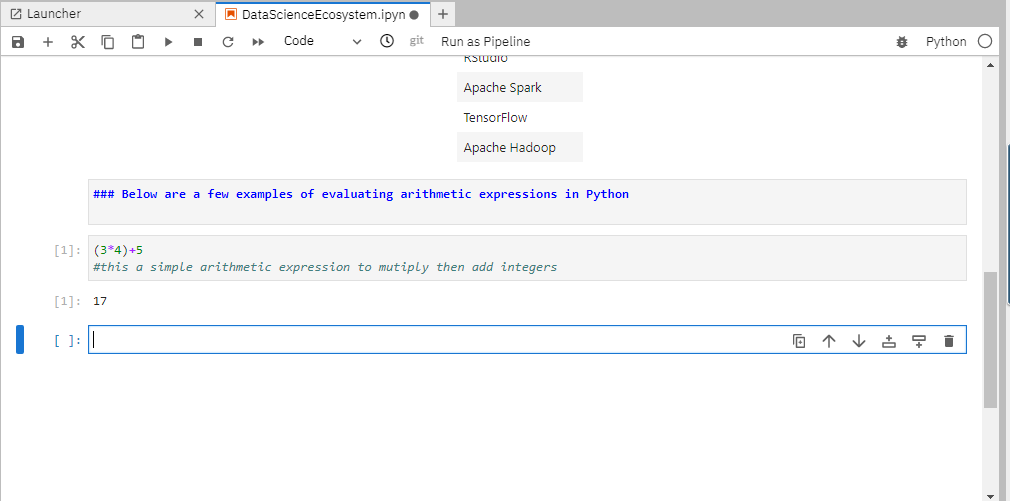 Launcher
DataScienceEcosystem.ipyn
Code
git
Run as Pipeline
Python
RStudio
Apache Spark
TensorFlow
Apache Hadoop
### Below are a few examples of evaluating arithmetic expressions in Python
[1]: (3*4)+5
#this a simple arithmetic expression to mutiply then add integers
[1]: 17
[ ]: